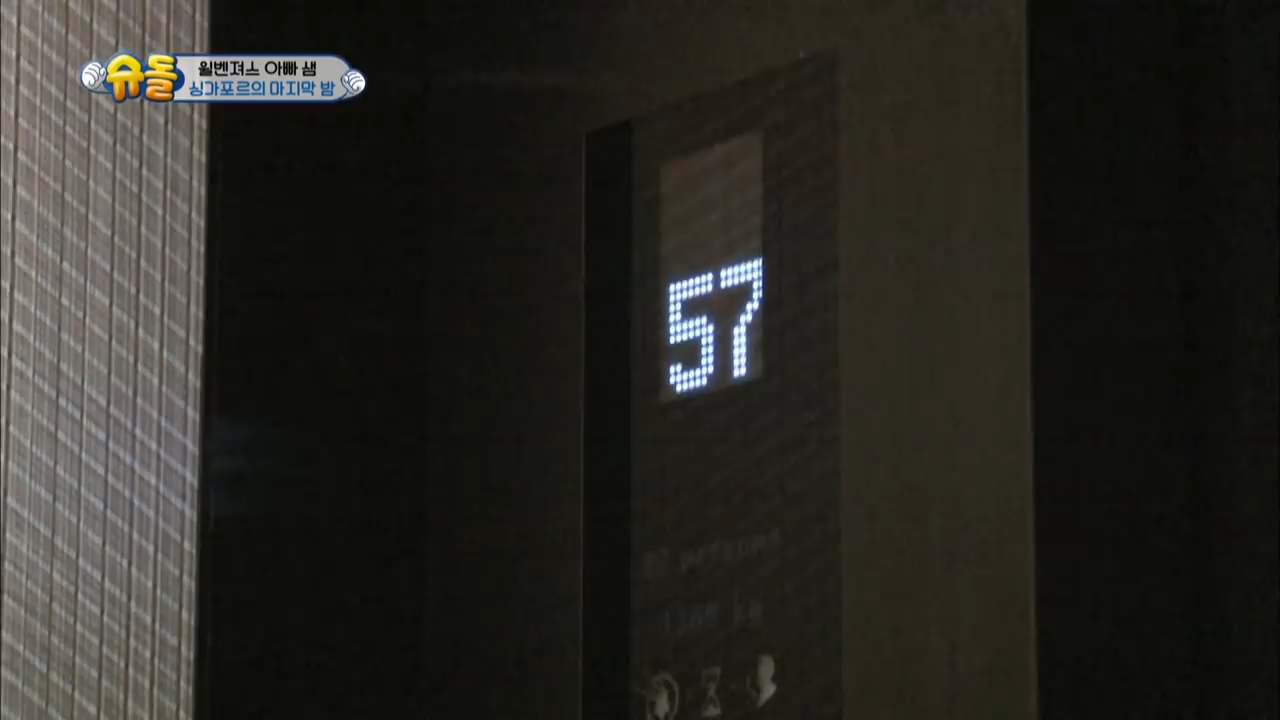 슈돌
윌벤져스 아빠 샘
싱가포르의 마지막 밤
57